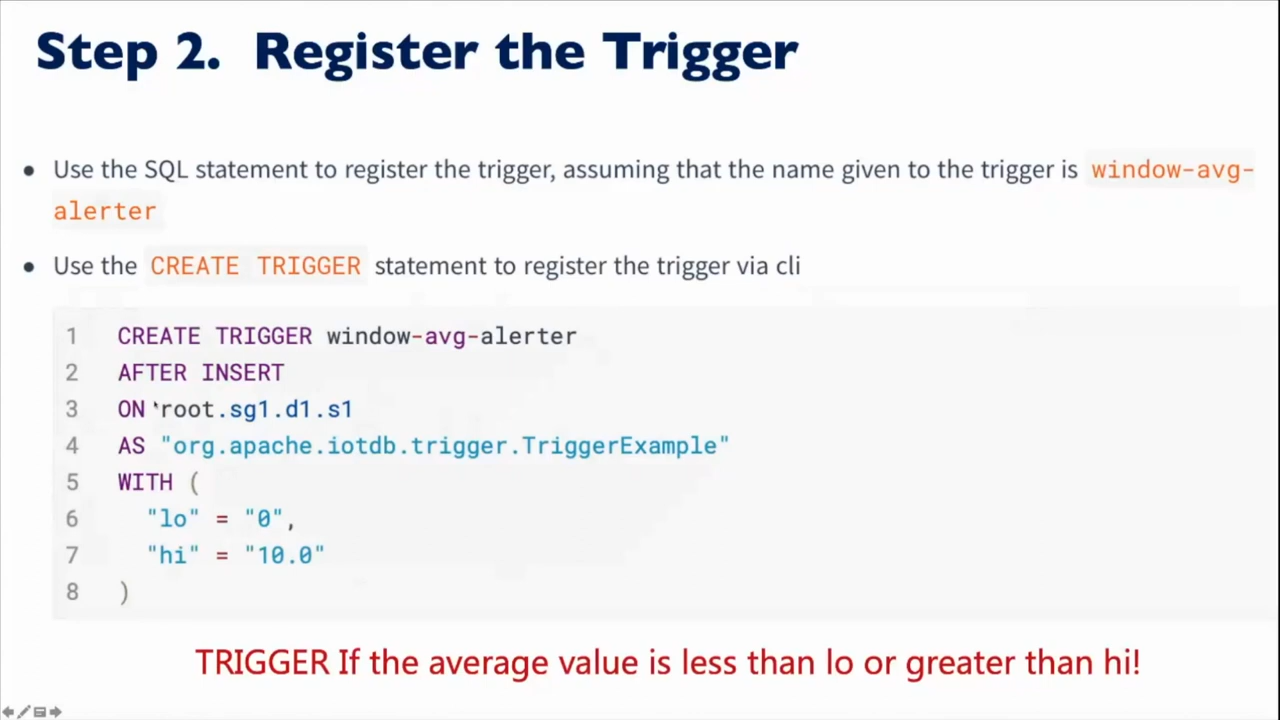 Step 2. Register the Trigger
• Use the SQL statement to register the trigger, assuming that the name given to the trigger is window-avg-
alerter
• Use the CREATE TRIGGER statement to register the trigger via cli
1 CREATE TRIGGER window-avg-alerter
2 AFTER INSERT
3 ON root.sg1.d1.s1
4 AS "org.apache.iotdb.trigger.TriggerExample"
5 WITH (
6 "lo" = "0",
7 "hi" = "10.0"
8 )
TRIGGER If the average value is less than lo or greater than hi!